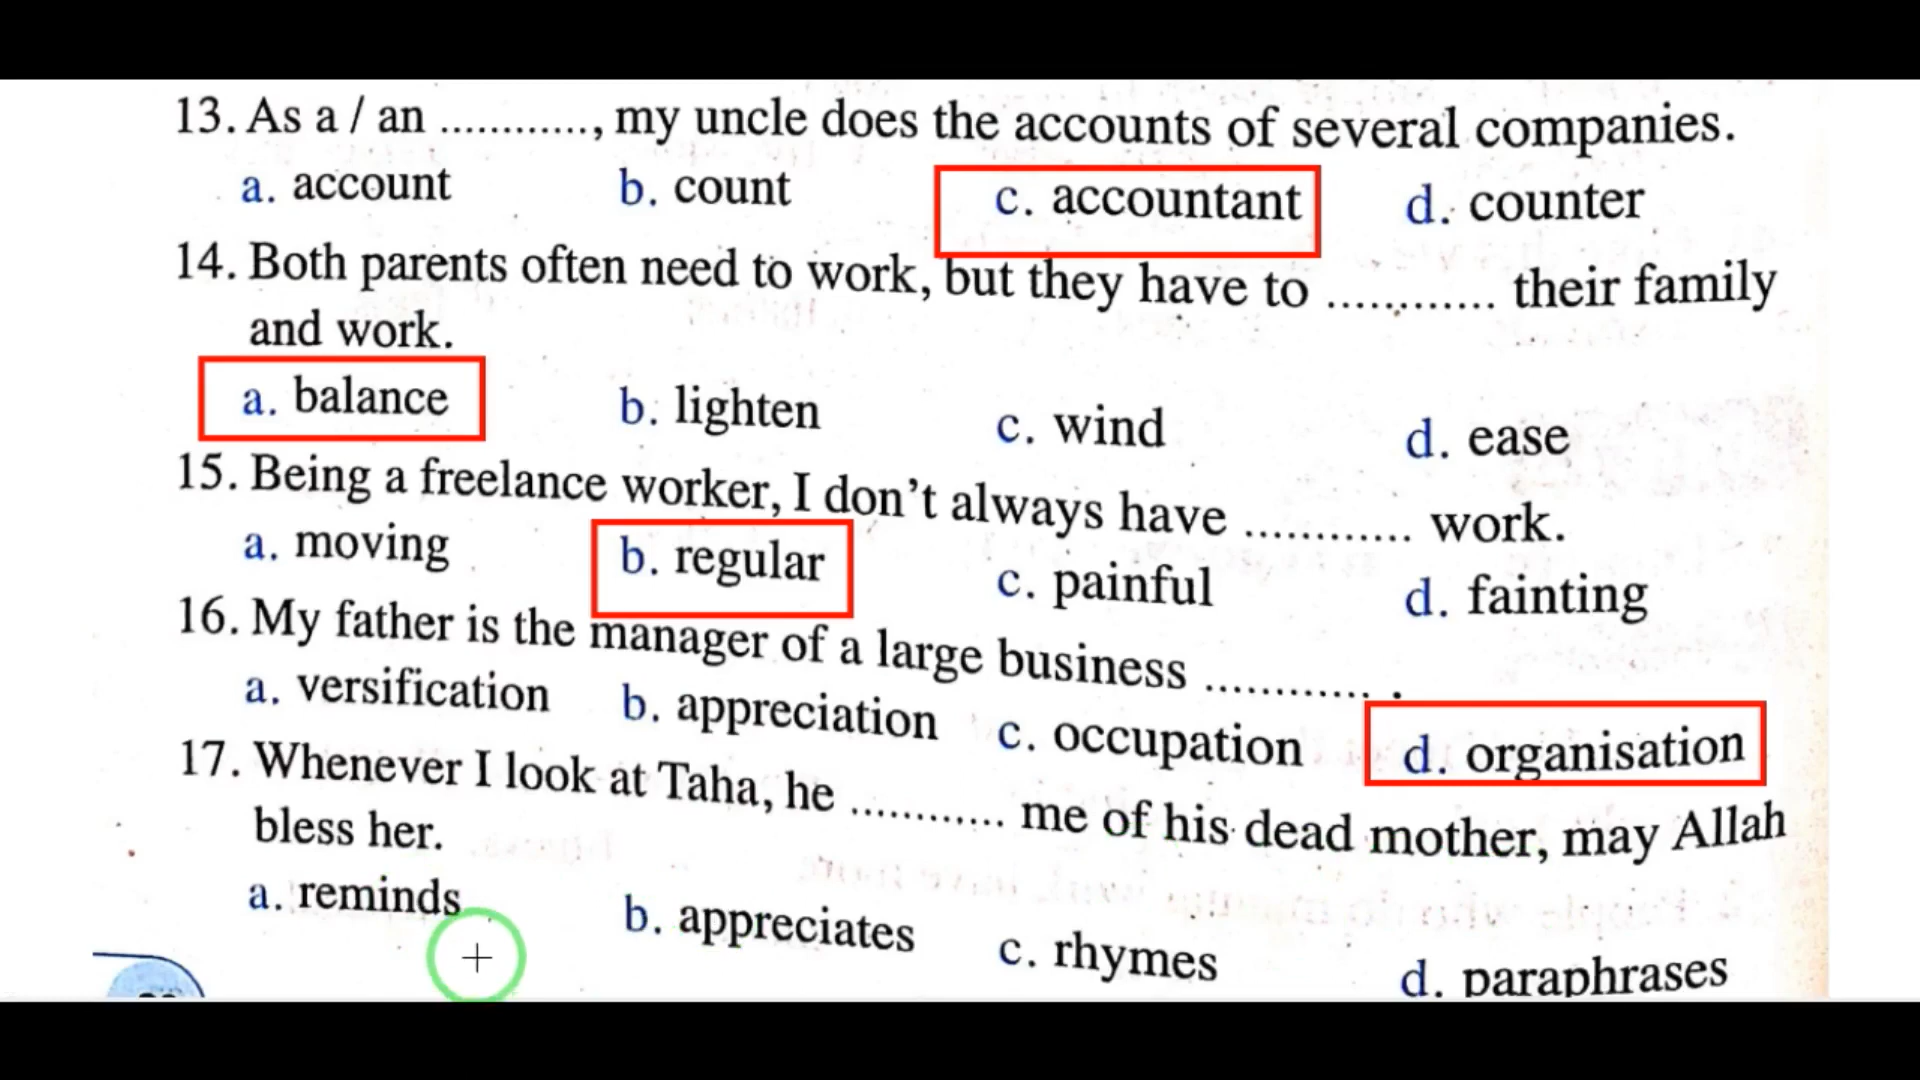 13. As a / an ............, my uncle does the accounts of several companies.
a. account b. count c. accountant d. counter
14. Both parents often need to work, but they have to ............ their family
and work.
a. balance b. lighten c. wind d. ease
15. Being a freelance worker, I don't always have ............ work.
a. moving b. regular c. painful d. fainting
16. My father is the manager of a large business ............ .
a. versification b. appreciation c. occupation d. organisation
17. Whenever I look at Taha, he ............ me of his dead mother, may Allah
bless her.
a. reminds b. appreciates c. rhymes d. paraphrases